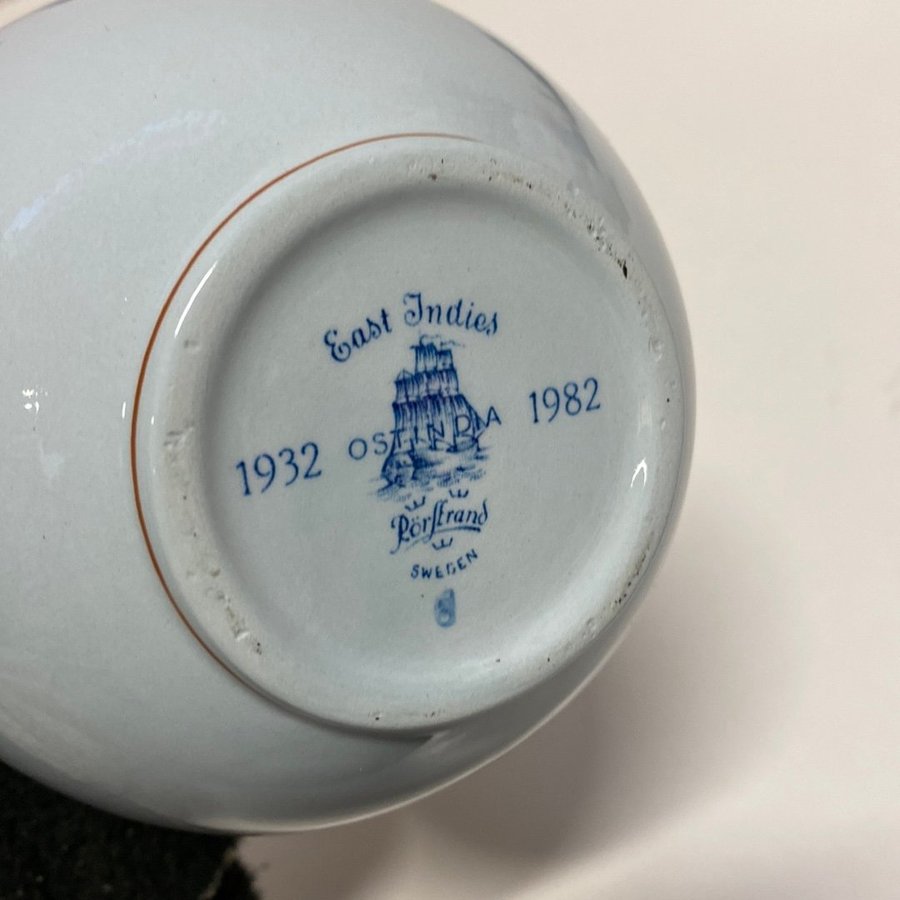 East Indies
1932 OSTINDIA 1982
Rörstrand
SWEDEN